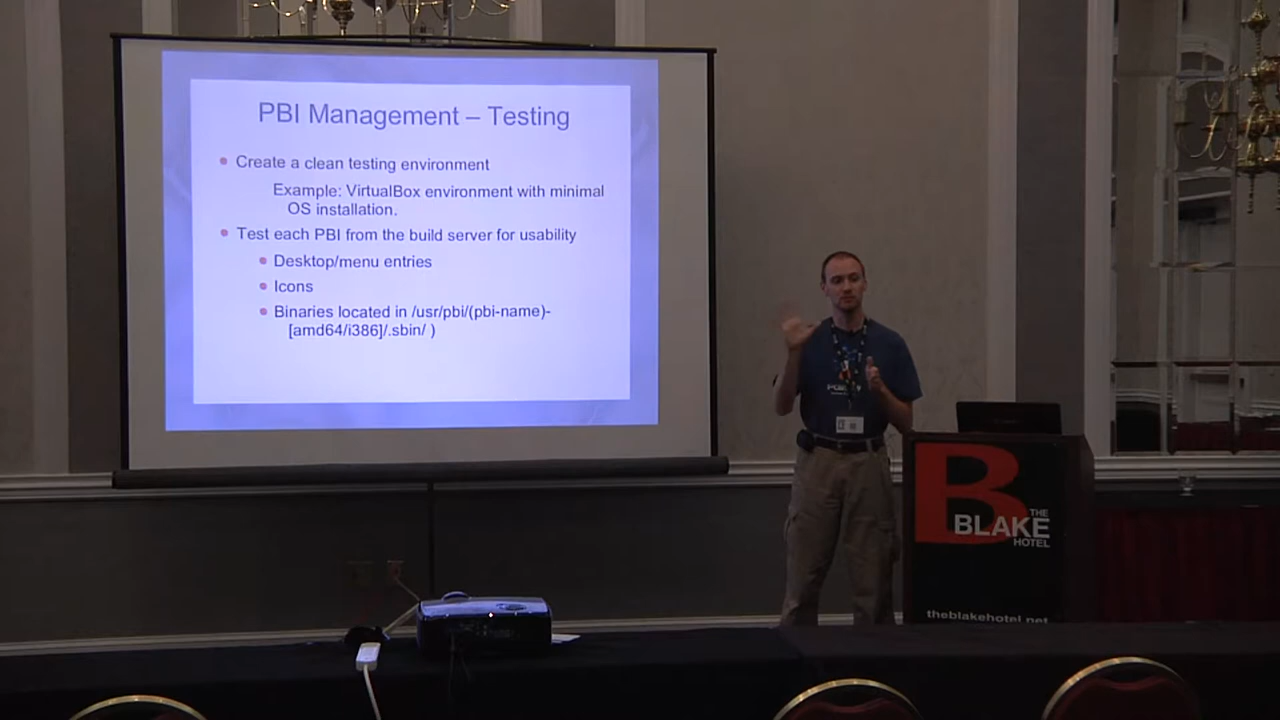 PBI Management – Testing
Create a clean testing environment
Example: VirtualBox environment with minimal
OS installation.
Test each PBI from the build server for usability
Desktop/menu entries
Icons
Binaries located in /usr/pbi/(pbi-name)-
[amd64/i386]/.sbin/ )
B
THE
BLAKE
HOTEL
theblakehotel.net